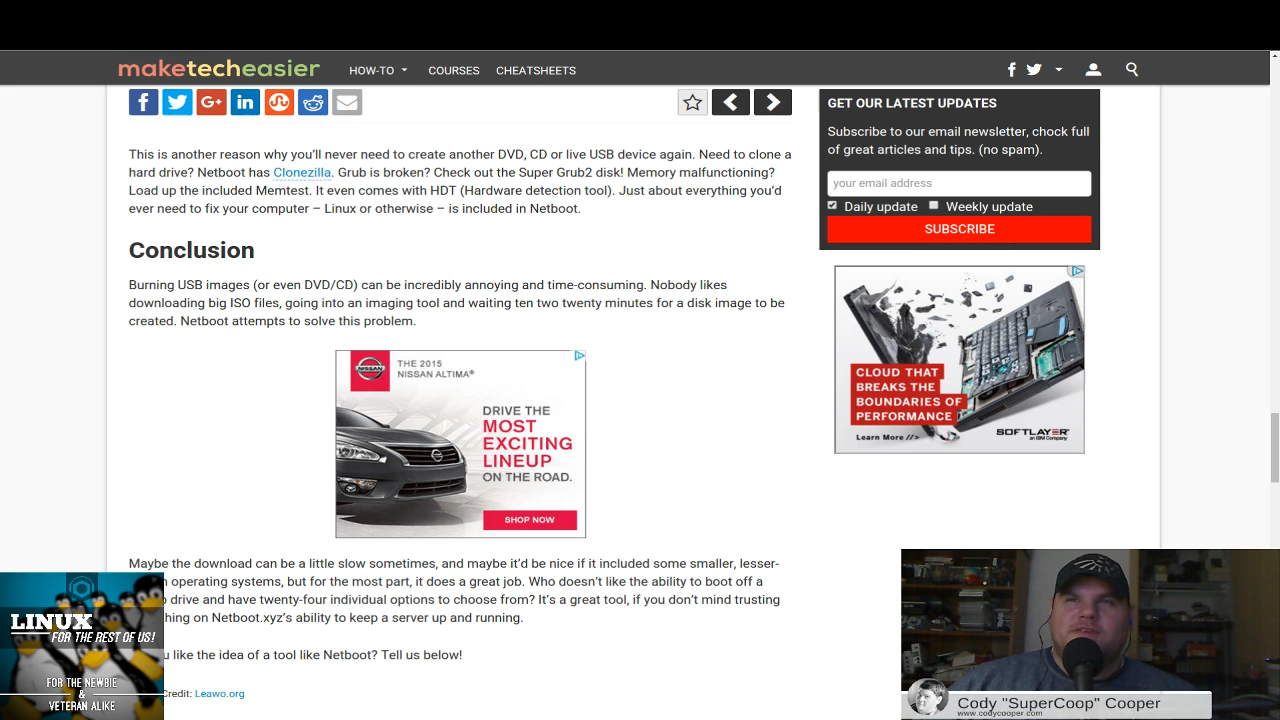 maketecheasier
HOW-TO
COURSES
CHEATSHEETS
This is another reason why you'll never need to create another DVD, CD or live USB device again. Need to clone a
hard drive? Netboot has Clonezilla. Grub is broken? Check out the Super Grub2 disk! Memory malfunctioning?
Load up the included Memtest. It even comes with HDT (Hardware detection tool). Just about everything you'd
ever need to fix your computer – Linux or otherwise – is included in Netboot.
Conclusion
Burning USB images (or even DVD/CD) can be incredibly annoying and time-consuming. Nobody likes
downloading big ISO files, going into an imaging tool and waiting ten two twenty minutes for a disk image to be
created. Netboot attempts to solve this problem.
NISSAN
THE 2015
NISSAN ALTIMA®
DRIVE THE
MOST
EXCITING
LINEUP
ON THE ROAD.
SHOP NOW
Maybe the download can be a little slow sometimes, and maybe it'd be nice if it included some smaller, lesser-
operating systems, but for the most part, it does a great job. Who doesn't like the ability to boot off a
drive and have twenty-four individual options to choose from? It's a great tool, if you don't mind trusting
hing on Netboot.xyz's ability to keep a server up and running.
u like the idea of a tool like Netboot? Tell us below!
Credit: Leawo.org
GET OUR LATEST UPDATES
Subscribe to our email newsletter, chock full
of great articles and tips. (no spam).
your email address
Daily update Weekly update
SUBSCRIBE
CLOUD THAT
BREAKS THE
BOUNDARIES OF
PERFORMANCE
Learn More //>
SOFTLAYER
an IBM Company
LINUX
FOR THE REST OF US!
FOR THE NEWBIE
&
VETERAN ALIKE
Cody "SuperCoop" Cooper
www.codycooper.com